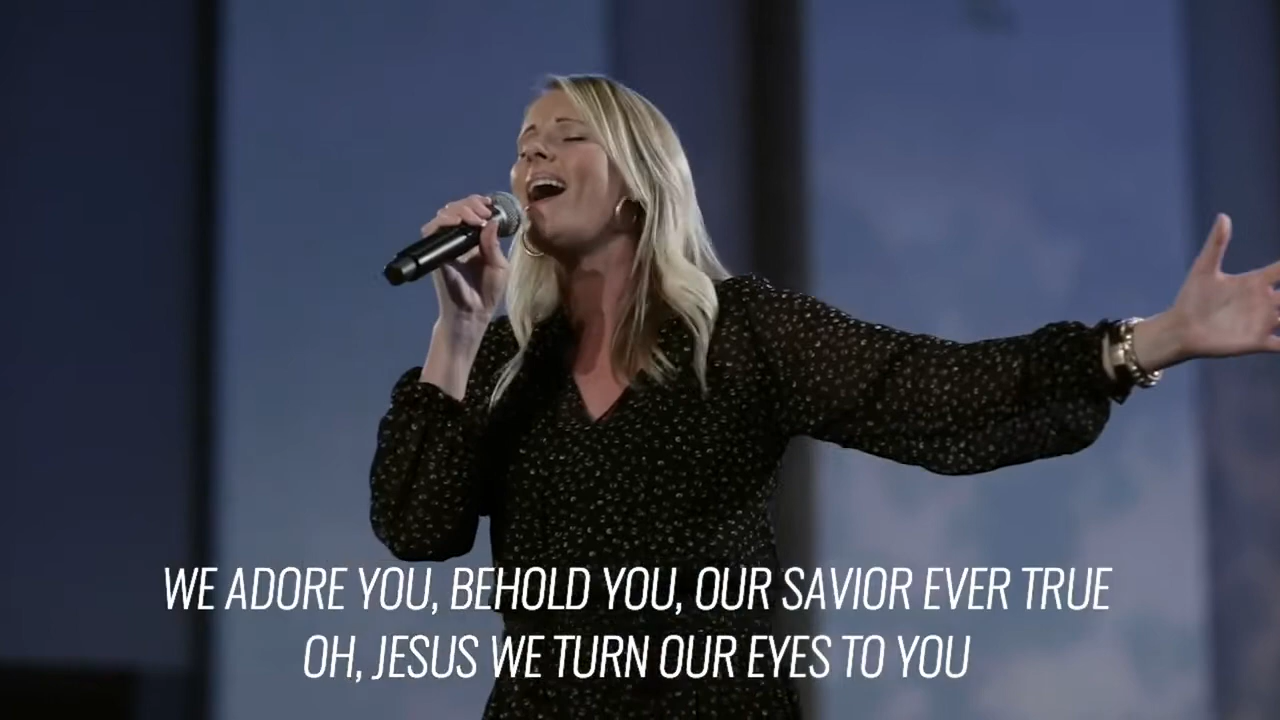 WE ADORE YOU, BEHOLD YOU, OUR SAVIOR EVER TRUE
OH, JESUS WE TURN OUR EYES TO YOU